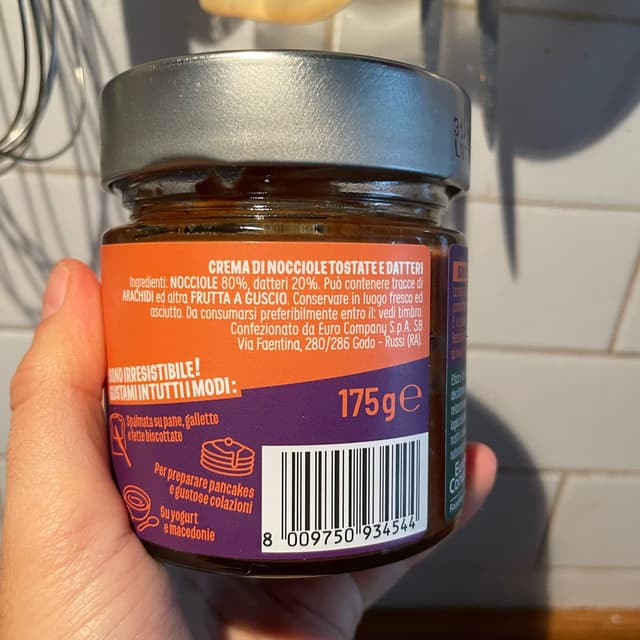 CREMA DI NOCCIOLE TOSTATE E DATTERI
Ingredienti: NOCCIOLE 80%, datteri 20%. Può contenere tracce di
ARACHIDI ed altra FRUTTA A GUSCIO. Conservare in luogo fresco ed
asciutto. Da consumarsi preferibilmente entro il: vedi timbro.
Confezionato da Euro Company S.p.A. SB
Via Faentina, 280/286 Godo - Russi (RA)
SONO IRRESISTIBILE!
GUSTAMI IN TUTTI I MODI:
175g e
Spalmata su pane, gallette
e fette biscottate
Per preparare pancakes
e gustose colazioni
Su yogurt
e macedonie
8 009750 934544